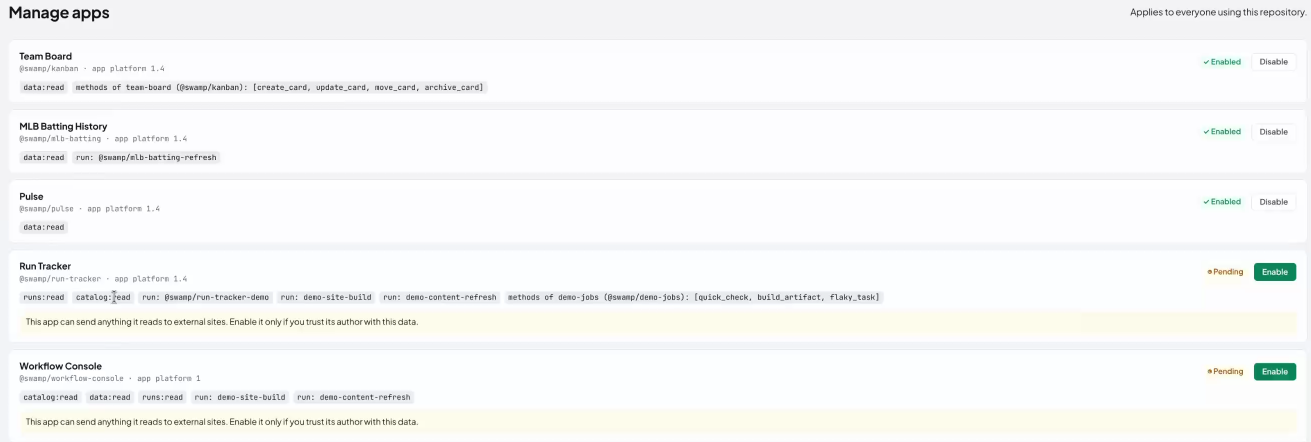 Manage apps
Applies to everyone using this repository.
Team Board
✓ Enabled
Disable
@swamp/kanban · app platform 1.4
data:read methods of team-board (@swamp/kanban): [create_card, update_card, move_card, archive_card]
MLB Batting History
✓ Enabled
Disable
@swamp/mlb-batting · app platform 1.4
data:read run: @swamp/mlb-batting-refresh
Pulse
✓ Enabled
Disable
@swamp/pulse · app platform 1.4
data:read
Run Tracker
Pending
Enable
@swamp/run-tracker · app platform 1.4
runs:read catalog:read run: @swamp/run-tracker-demo run: demo-site-build run: demo-content-refresh methods of demo-jobs (@swamp/demo-jobs): [quick_check, build_artifact, flaky_task]
This app can send anything it reads to external sites. Enable it only if you trust its author with this data.
Workflow Console
Pending
Enable
@swamp/workflow-console · app platform 1
catalog:read data:read runs:read run: demo-site-build run: demo-content-refresh
This app can send anything it reads to external sites. Enable it only if you trust its author with this data.